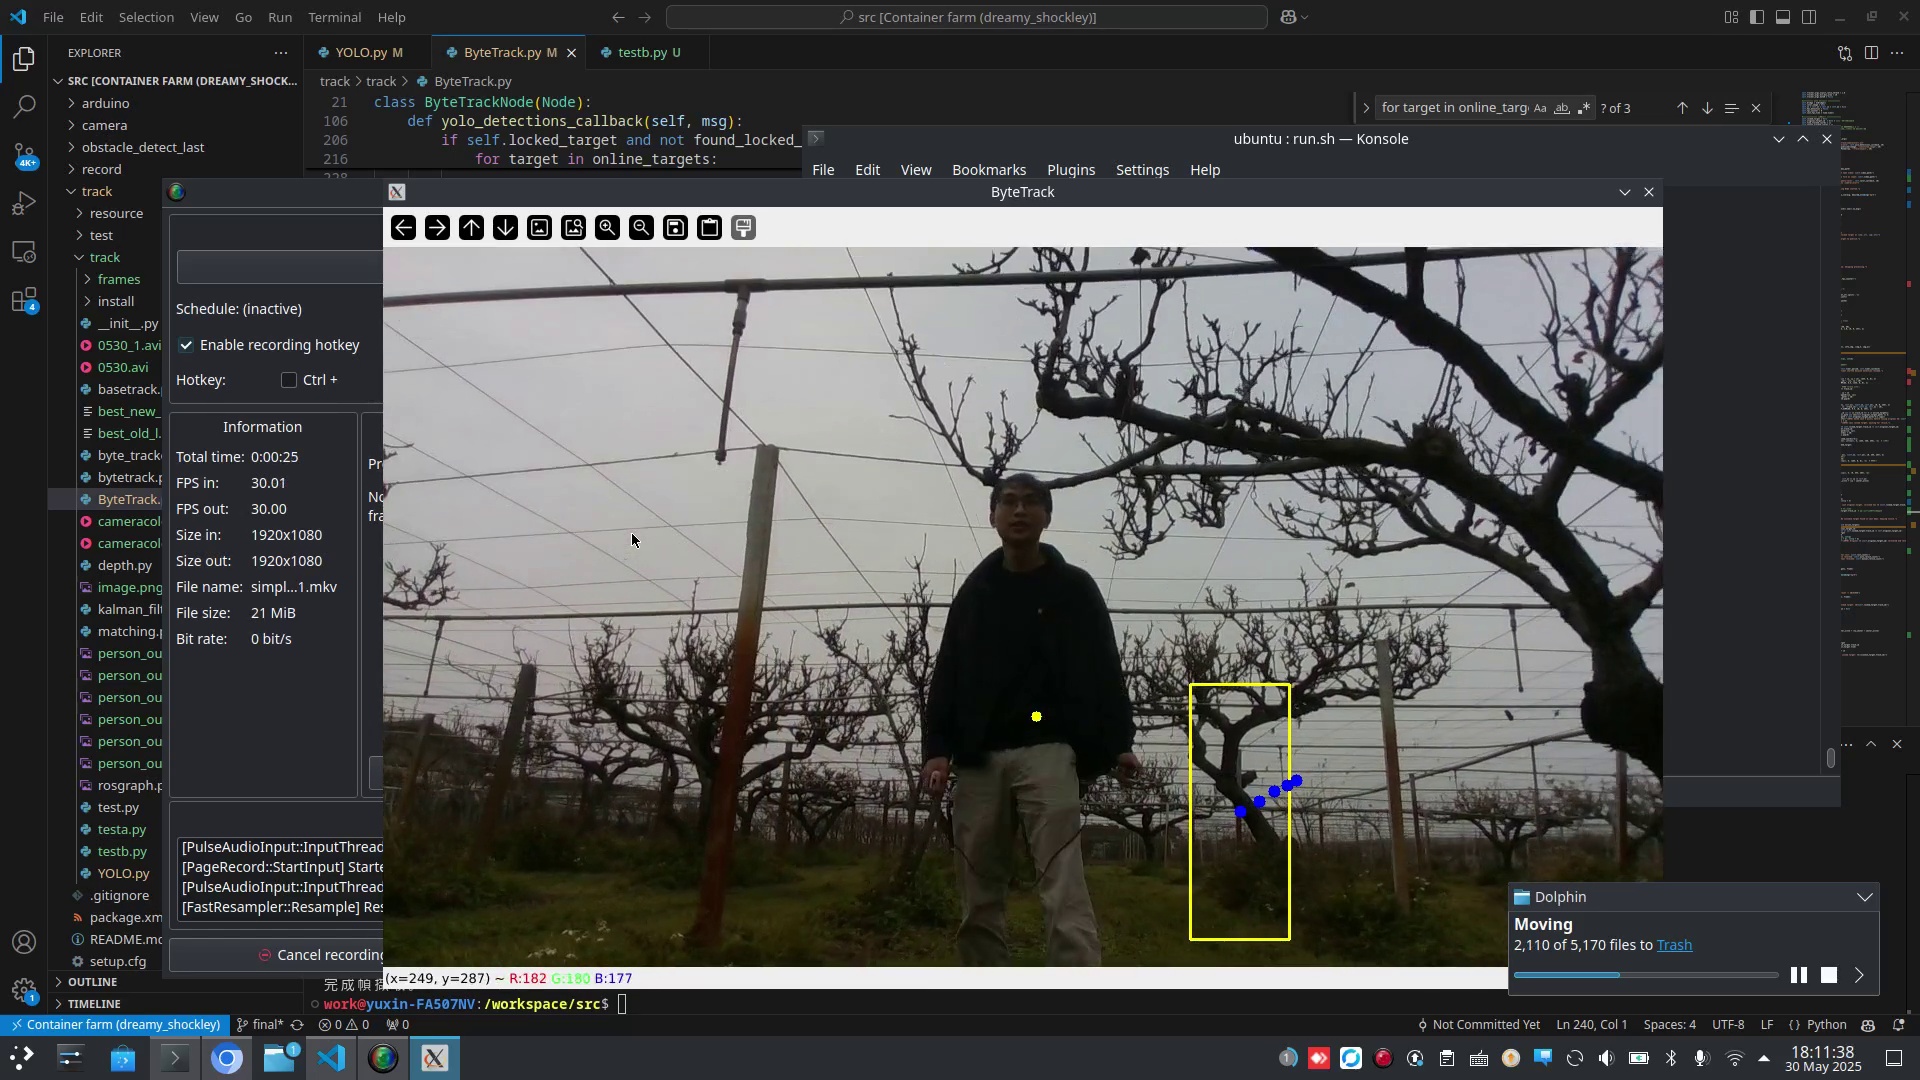 File Edit Selection View Go Run Terminal Help
src [Container farm (dreamy_shockley)]
EXPLORER
SRC [CONTAINER FARM (DREAMY_SHOCK...
arduino
camera
obstacle_detect_last
record
track
resource
test
track
frames
install
__init__.py
0530_1.avi
0530.avi
basetrack.
best_new_
best_old_l.
byte_track
bytetrack.p
ByteTrack.
cameracol
cameracol
depth.py
image.png
kalman_filt
matching.p
person_ou
person_ou
person_ou
person_ou
person_ou
person_ou
rosgraph.p
test.py
testa.py
testb.py
YOLO.py
.gitignore
package.xm
README.md
setup.cfg
OUTLINE
TIMELINE
4K+
4
1
YOLO.py M
ByteTrack.py M
testb.py U
track > track > ByteTrack.py
21 class ByteTrackNode(Node):
106 def yolo_detections_callback(self, msg):
206 if self.locked_target and not found_locked_
216 for target in online_targets:
for target in online_targ Aa ab ? of 3
ubuntu : run.sh — Konsole
File Edit View Bookmarks Plugins Settings Help
Schedule: (inactive)
Enable recording hotkey
Hotkey: Ctrl +
Information
Total time: 0:00:25
FPS in: 30.01
FPS out: 30.00
Size in: 1920x1080
Size out: 1920x1080
File name: simpl...1.mkv
File size: 21 MiB
Bit rate: 0 bit/s
Pr
No
fra
[PulseAudioInput::InputThread
[PageRecord::StartInput] Starte
[PulseAudioInput::InputThread
[FastResampler::Resample] Res
Cancel recording
ByteTrack
(x=249, y=287) ~ R:182 G:180 B:177
work@yuxin-FA507NV:/workspace/src$
Dolphin
Moving
2,110 of 5,170 files to Trash
Container farm (dreamy_shockley) final* 0 0 0
Not Committed Yet Ln 240, Col 1 Spaces: 4 UTF-8 LF {} Python
1
1
18:11:38
30 May 2025